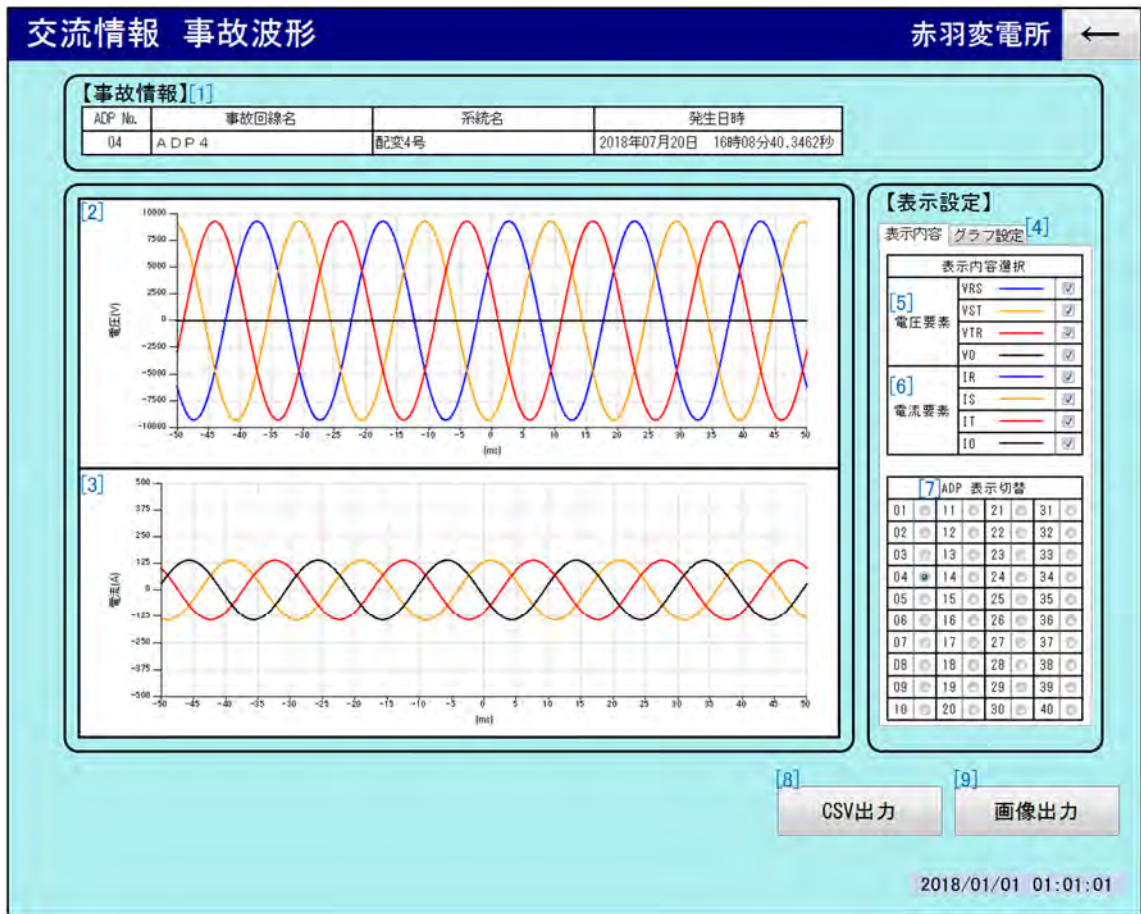 交流情報 事故波形
赤羽変電所 ←
【事故情報】[1]
ADP No. 事故回線名 系統名 発生日時
04 ADP4 配変4号 2018年07月20日 16時08分40.3462秒
[2]
10000
7500
5000
2500
0
-2500
-5000
-7500
-10000
電圧(V)
-50 -45 -40 -35 -30 -25 -20 -15 -10 -5 0 5 10 15 20 25 30 35 40 45 50
(ms)
[3]
500
375
250
125
0
-125
-250
-375
-500
電流(A)
-50 -45 -40 -35 -30 -25 -20 -15 -10 -5 0 5 10 15 20 25 30 35 40 45 50
(ms)
【表示設定】
表示内容 グラフ設定 [4]
表示内容選択
[5]
電圧要素
VRS
VST
VTR
V0
[6]
電流要素
IR
IS
IT
I0
[7] ADP 表示切替
01 11 21 31
02 12 22 32
03 13 23 33
04 14 24 34
05 15 25 35
06 16 26 36
07 17 27 37
08 18 28 38
09 19 29 39
10 20 30 40
[8]
CSV出力
[9]
画像出力
2018/01/01 01:01:01